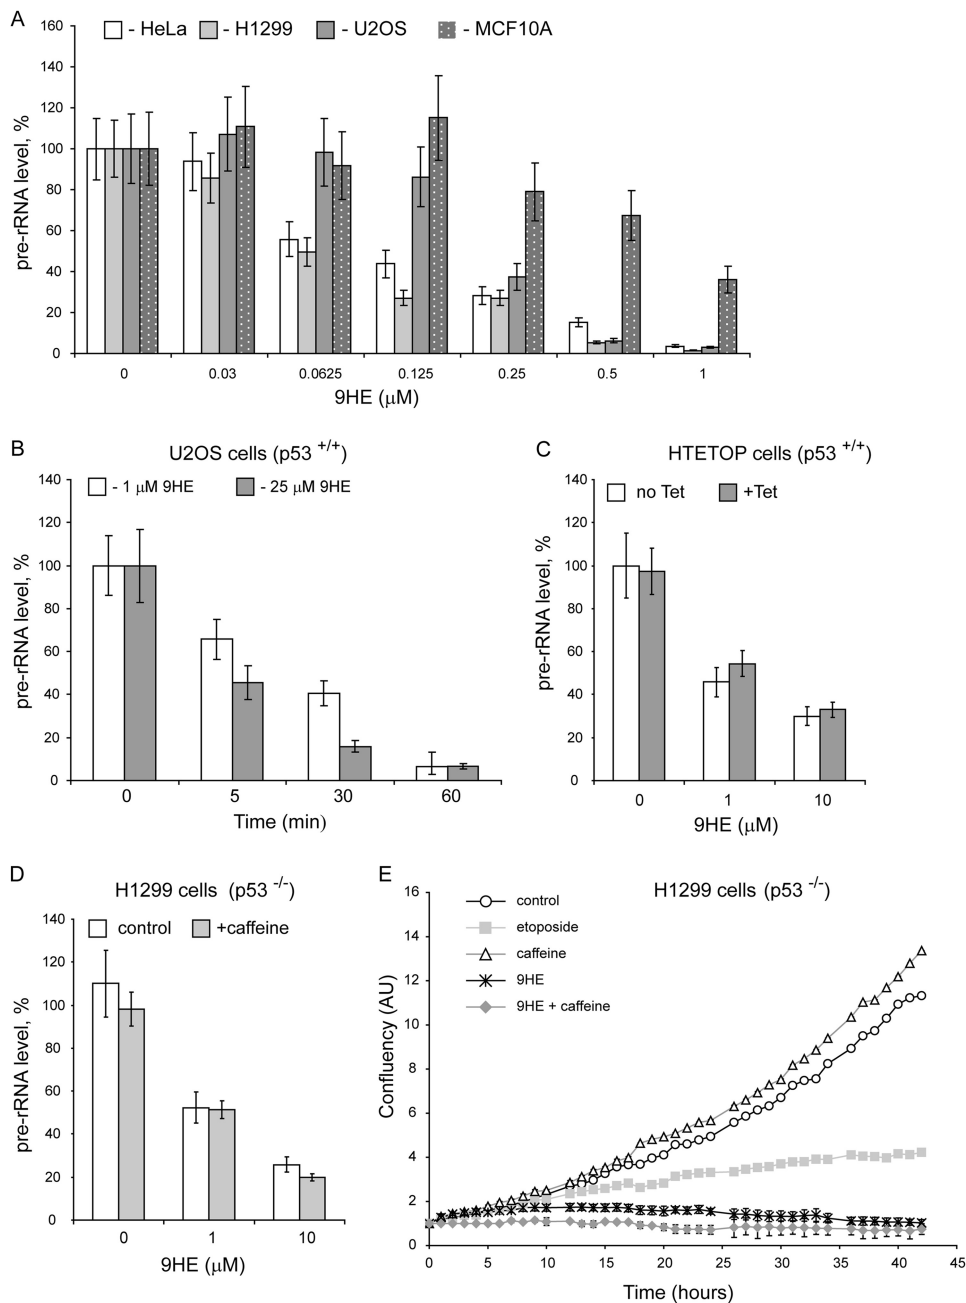 A
- HeLa - H1299 - U2OS - MCF10A
pre-rRNA level, %
160
140
120
100
80
60
40
20
0
0 0.03 0.0625 0.125 0.25 0.5 1
9HE (μM)
B
U2OS cells (p53 +/+)
- 1 μM 9HE - 25 μM 9HE
pre-rRNA level, %
140
120
100
80
60
40
20
0
0 5 30 60
Time (min)
C
HTETOP cells (p53 +/+)
no Tet +Tet
pre-rRNA level, %
140
120
100
80
60
40
20
0
0 1 10
9HE (μM)
D
H1299 cells (p53 -/-)
control +caffeine
pre-rRNA level, %
140
120
100
80
60
40
20
0
0 1 10
9HE (μM)
E
H1299 cells (p53 -/-)
control
etoposide
caffeine
9HE
9HE + caffeine
Confluency (AU)
16
14
12
10
8
6
4
2
0
0 5 10 15 20 25 30 35 40 45
Time (hours)